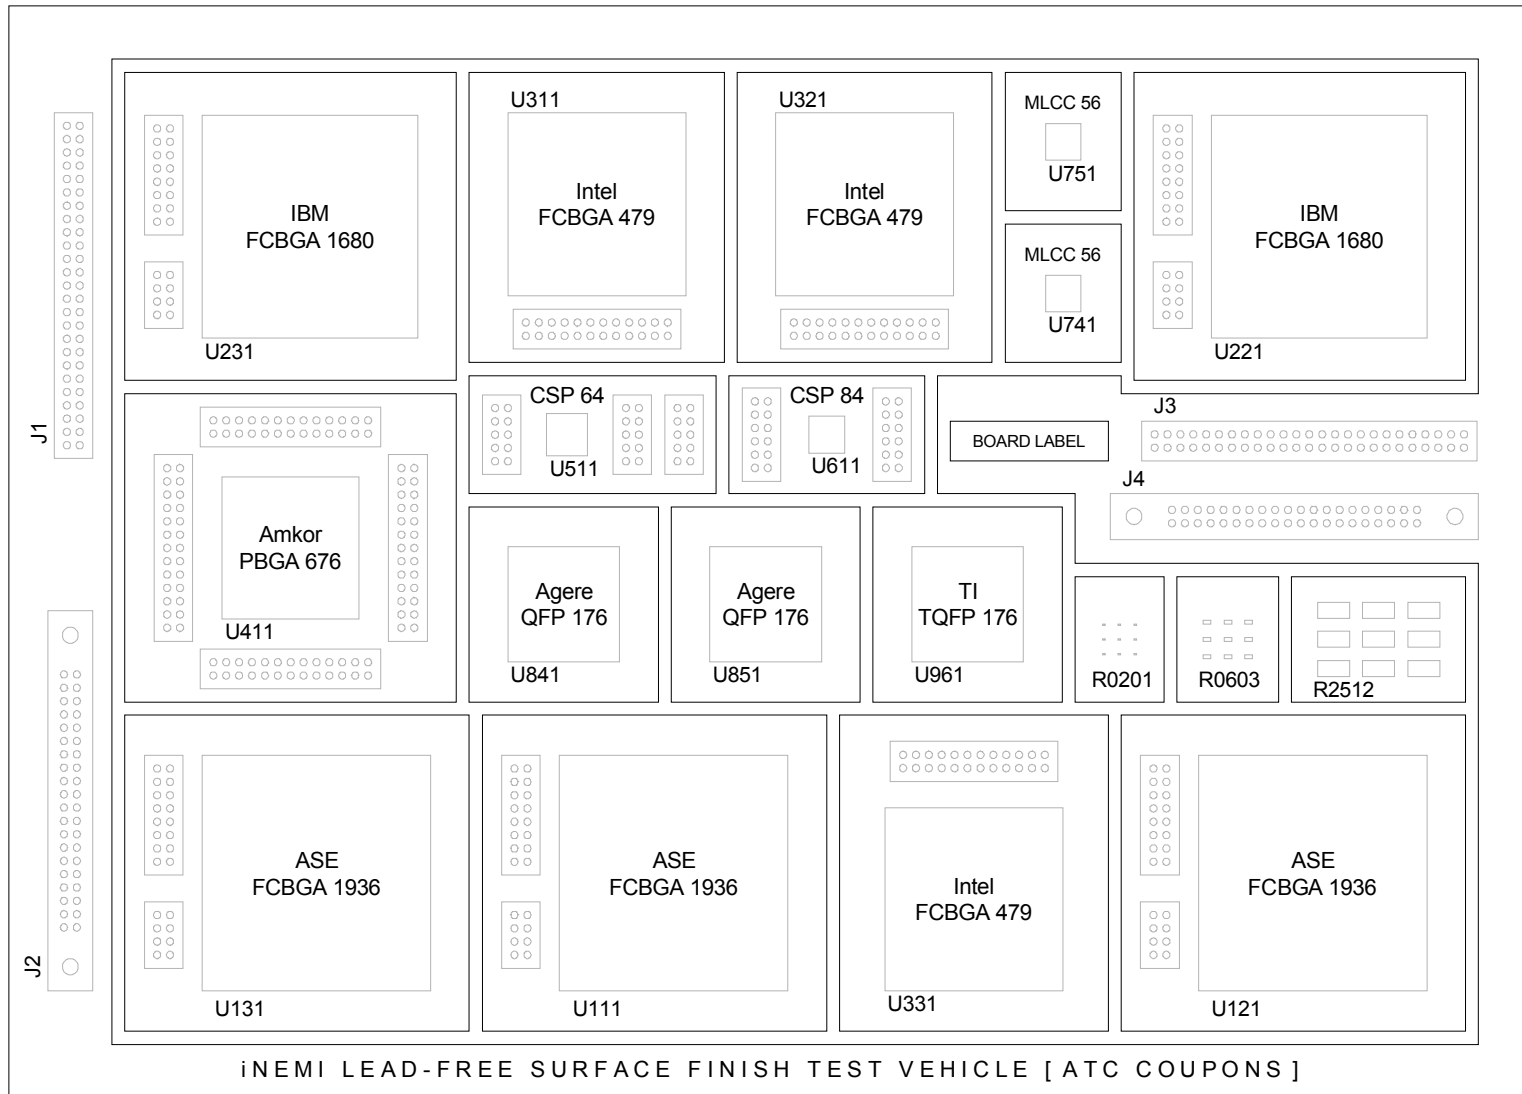 U311
U321
MLCC 56
U751
IBM
FCBGA 1680
U231
Intel
FCBGA 479
Intel
FCBGA 479
MLCC 56
U741
IBM
FCBGA 1680
U221
J1
CSP 64
U511
CSP 84
U611
BOARD LABEL
J3
J4
Amkor
PBGA 676
U411
Agere
QFP 176
U841
Agere
QFP 176
U851
TI
TQFP 176
U961
R0201
R0603
R2512
J2
ASE
FCBGA 1936
U131
ASE
FCBGA 1936
U111
Intel
FCBGA 479
U331
ASE
FCBGA 1936
U121
iNEMI LEAD-FREE SURFACE FINISH TEST VEHICLE [ ATC COUPONS ]